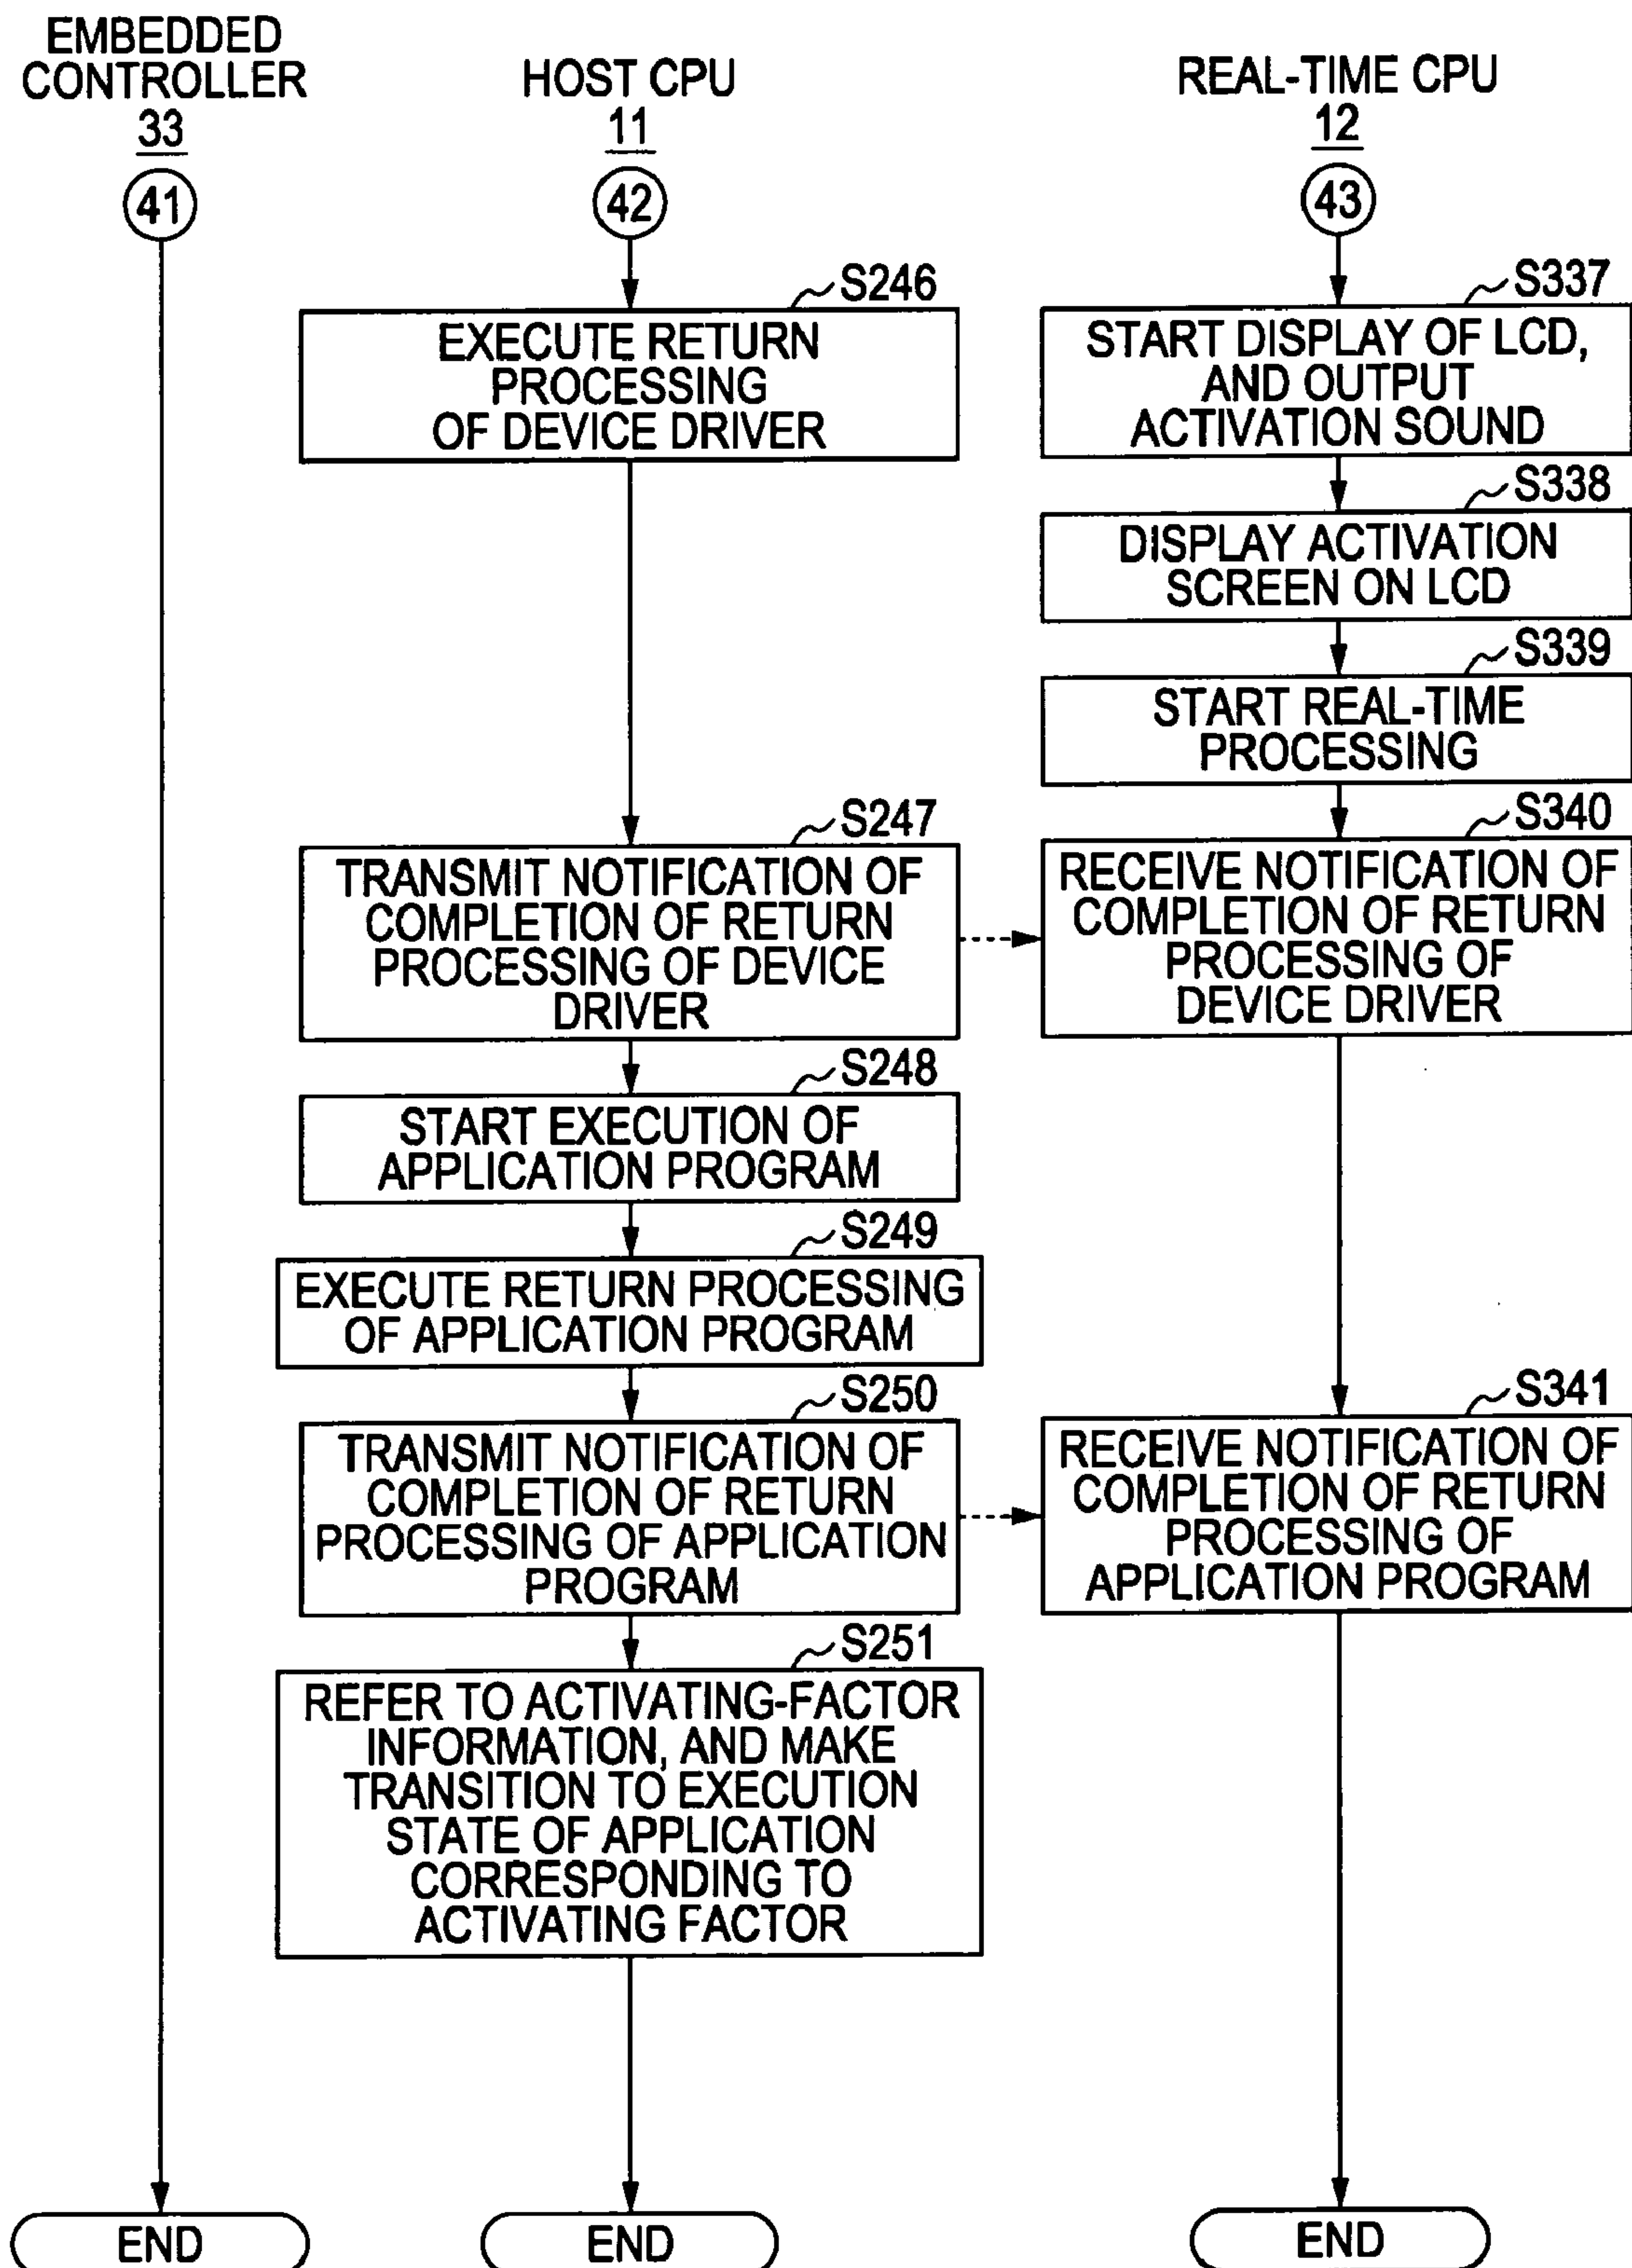 EMBEDDED
CONTROLLER
33
41
END
HOST CPU
11
42
S246
EXECUTE RETURN
PROCESSING
OF DEVICE DRIVER
S247
TRANSMIT NOTIFICATION OF
COMPLETION OF RETURN
PROCESSING OF DEVICE
DRIVER
S248
START EXECUTION OF
APPLICATION PROGRAM
S249
EXECUTE RETURN PROCESSING
OF APPLICATION PROGRAM
S250
TRANSMIT NOTIFICATION OF
COMPLETION OF RETURN
PROCESSING OF APPLICATION
PROGRAM
S251
REFER TO ACTIVATING-FACTOR
INFORMATION, AND MAKE
TRANSITION TO EXECUTION
STATE OF APPLICATION
CORRESPONDING TO
ACTIVATING FACTOR
END
REAL-TIME CPU
12
43
S337
START DISPLAY OF LCD,
AND OUTPUT
ACTIVATION SOUND
S338
DISPLAY ACTIVATION
SCREEN ON LCD
S339
START REAL-TIME
PROCESSING
S340
RECEIVE NOTIFICATION OF
COMPLETION OF RETURN
PROCESSING OF
DEVICE DRIVER
S341
RECEIVE NOTIFICATION OF
COMPLETION OF RETURN
PROCESSING OF
APPLICATION PROGRAM
END